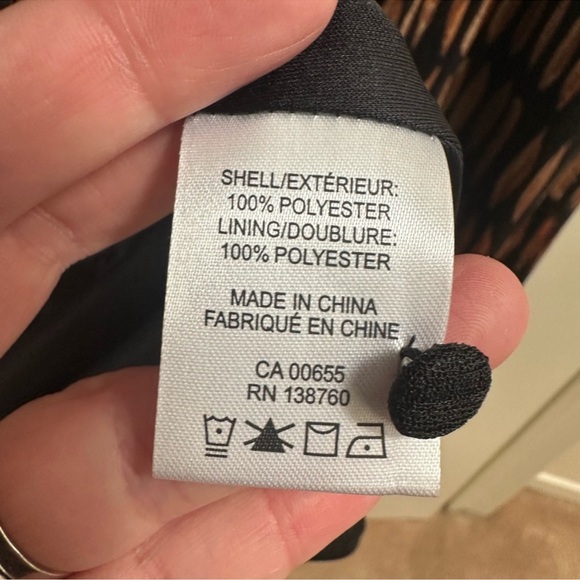 SHELL/EXTÉRIEUR:
100% POLYESTER
LINING/DOUBLURE:
100% POLYESTER
MADE IN CHINA
FABRIQUÉ EN CHINE
CA 00655
RN 138760